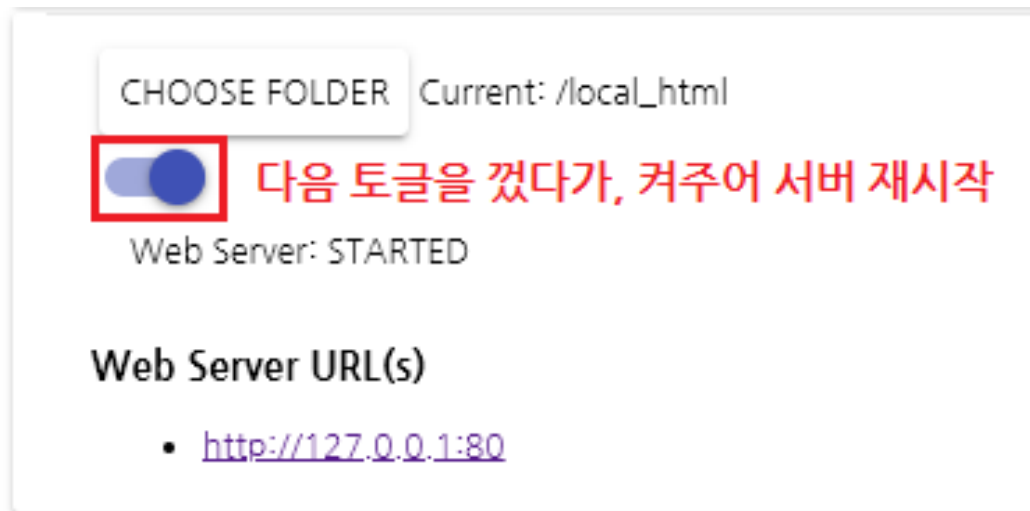 CHOOSE FOLDER Current: /local_html
다음 토글을 껐다가, 켜주어 서버 재시작
Web Server: STARTED
Web Server URL(s)
• http://127.0.0.1:80